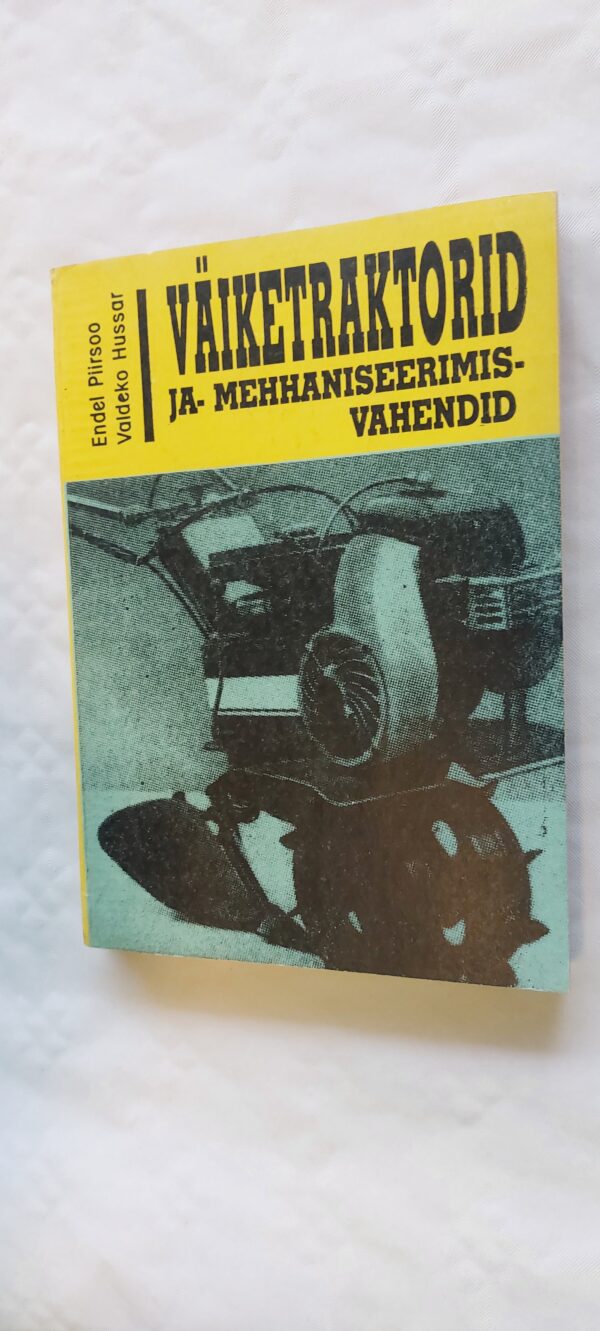 Endel Piirsoo
Valdeko Hussar
VÄIKETRAKTORID
JA- MEHHANISEERIMIS-
VAHENDID